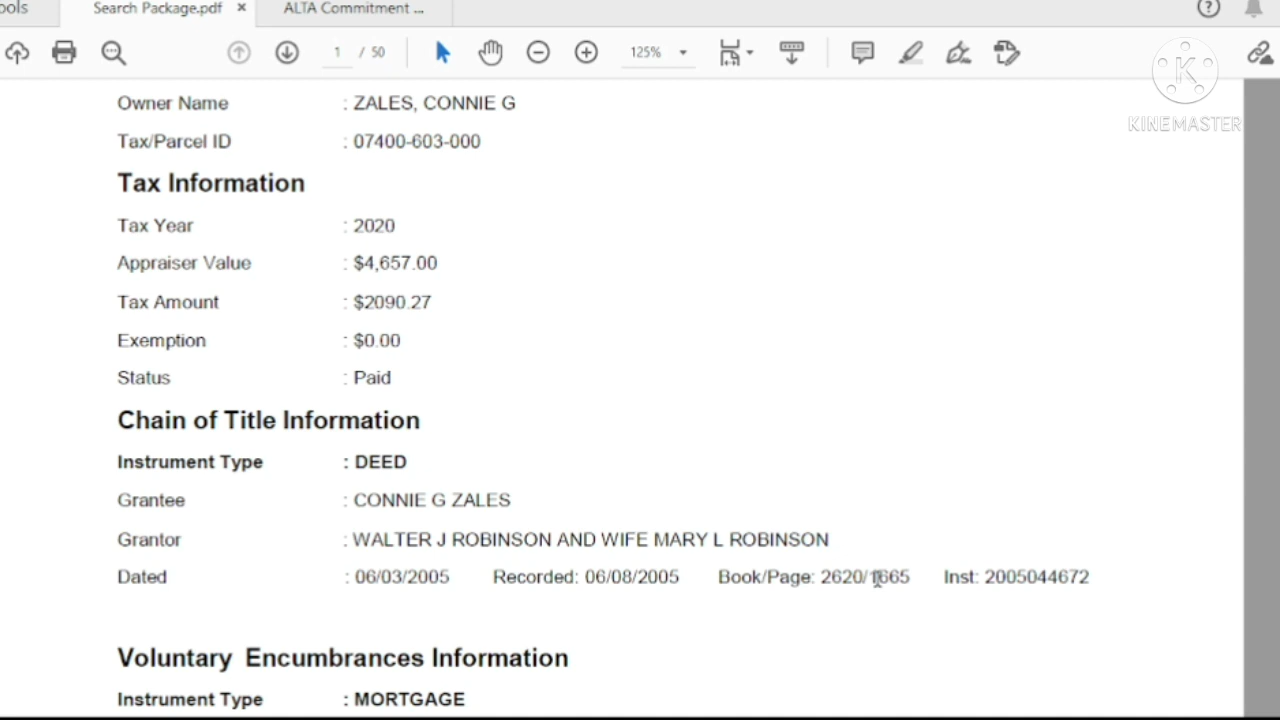 ools Search Package.pdf × ALTA Commitment ...
1 / 50 125%
KINEMASTER
Owner Name : ZALES, CONNIE G
Tax/Parcel ID : 07400-603-000
Tax Information
Tax Year : 2020
Appraiser Value : $4,657.00
Tax Amount : $2090.27
Exemption : $0.00
Status : Paid
Chain of Title Information
Instrument Type : DEED
Grantee : CONNIE G ZALES
Grantor : WALTER J ROBINSON AND WIFE MARY L ROBINSON
Dated : 06/03/2005 Recorded: 06/08/2005 Book/Page: 2620/1665 Inst: 2005044672
Voluntary Encumbrances Information
Instrument Type : MORTGAGE